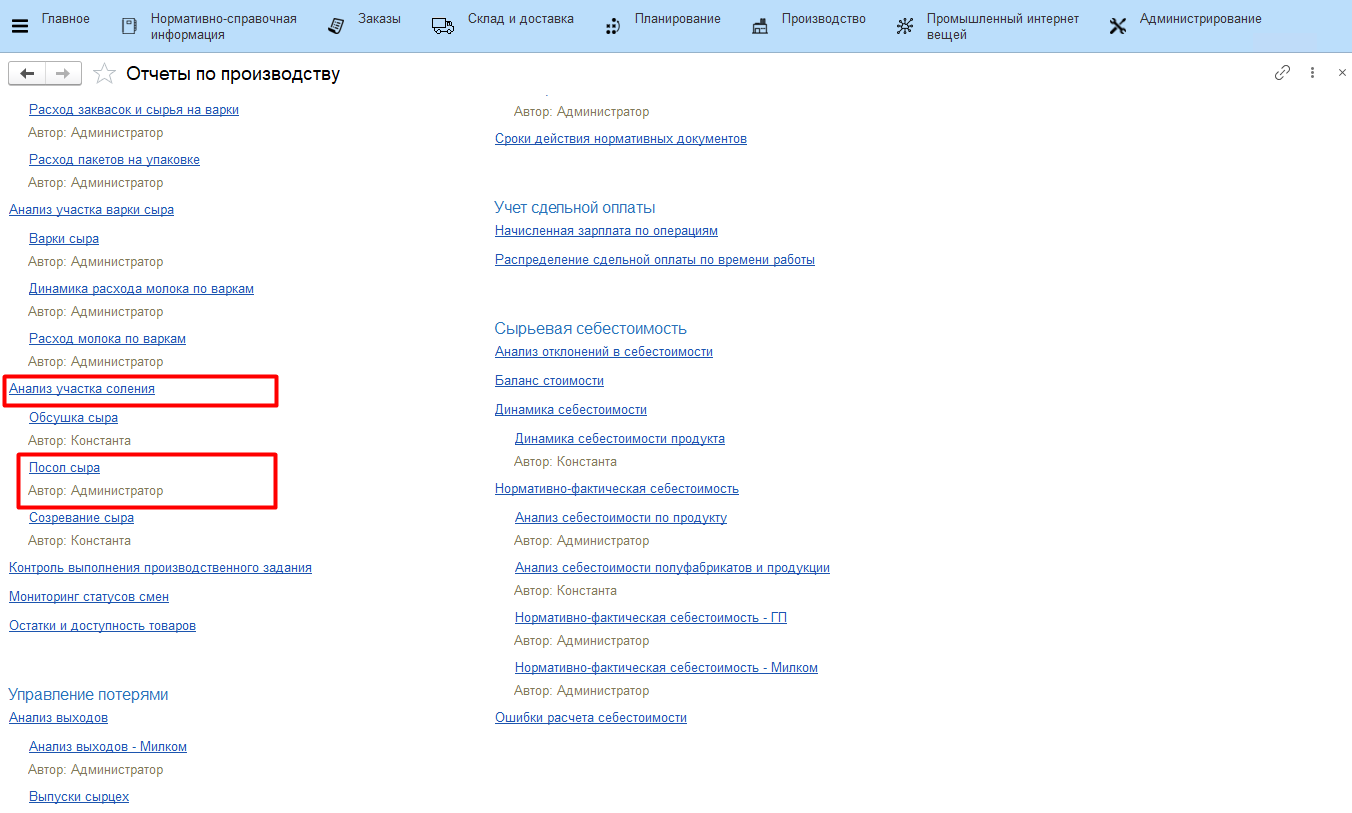 Главное
Нормативно-справочная
информация
Заказы
Склад и доставка
Планирование
Производство
Промышленный интернет
вещей
Администрирование
Отчеты по производству
Расход заквасок и сырья на варки
Автор: Администратор
Расход пакетов на упаковке
Автор: Администратор
Анализ участка варки сыра
Варки сыра
Автор: Администратор
Динамика расхода молока по варкам
Автор: Администратор
Расход молока по варкам
Автор: Администратор
Анализ участка соления
Обсушка сыра
Автор: Константа
Посол сыра
Автор: Администратор
Созревание сыра
Автор: Константа
Контроль выполнения производственного задания
Мониторинг статусов смен
Остатки и доступность товаров
Управление потерями
Анализ выходов
Анализ выходов - Милком
Автор: Администратор
Выпуски сырцех
Автор: Администратор
Сроки действия нормативных документов
Учет сдельной оплаты
Начисленная зарплата по операциям
Распределение сдельной оплаты по времени работы
Сырьевая себестоимость
Анализ отклонений в себестоимости
Баланс стоимости
Динамика себестоимости
Динамика себестоимости продукта
Автор: Константа
Нормативно-фактическая себестоимость
Анализ себестоимости по продукту
Автор: Администратор
Анализ себестоимости полуфабрикатов и продукции
Автор: Константа
Нормативно-фактическая себестоимость - ГП
Автор: Администратор
Нормативно-фактическая себестоимость - Милком
Автор: Администратор
Ошибки расчета себестоимости